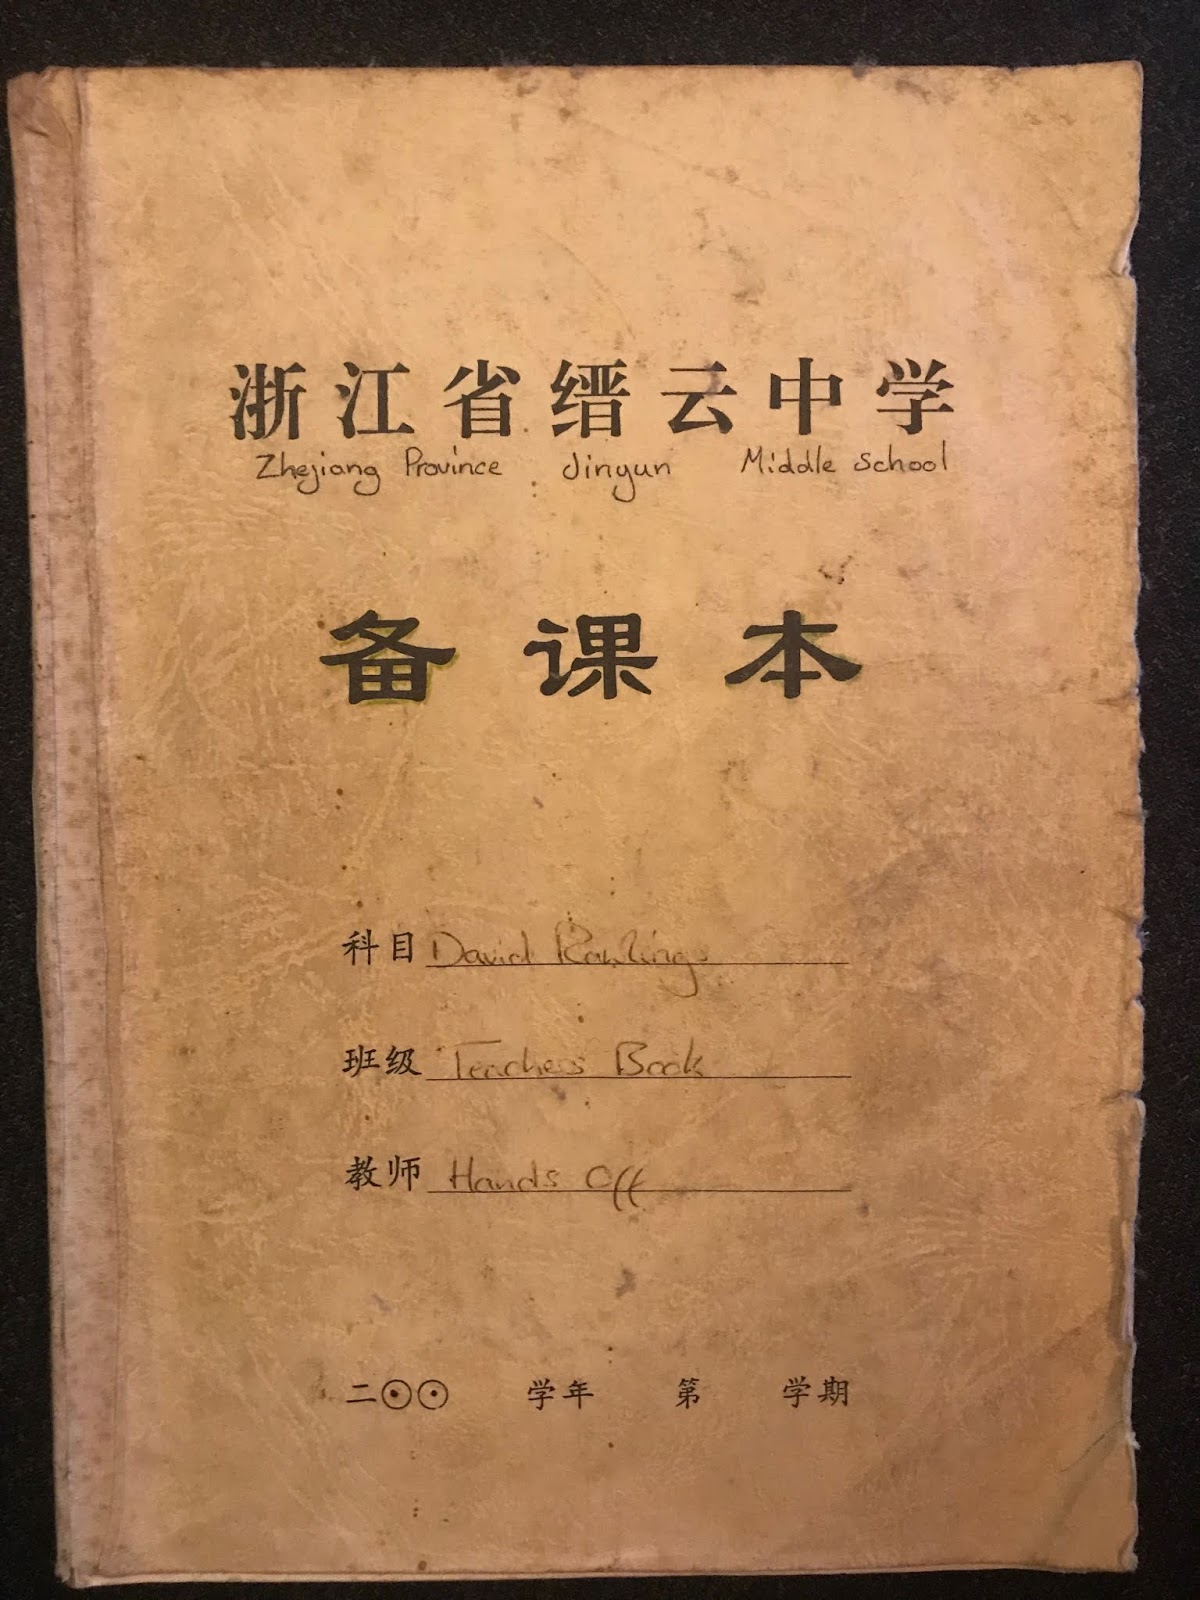 浙江省缙云中学
Zhejiang Province Jinyun Middle School
备课本
科目 David Rawlings
班级 Teachers Book
教师 Hands Off
二〇〇 学年 第 学期